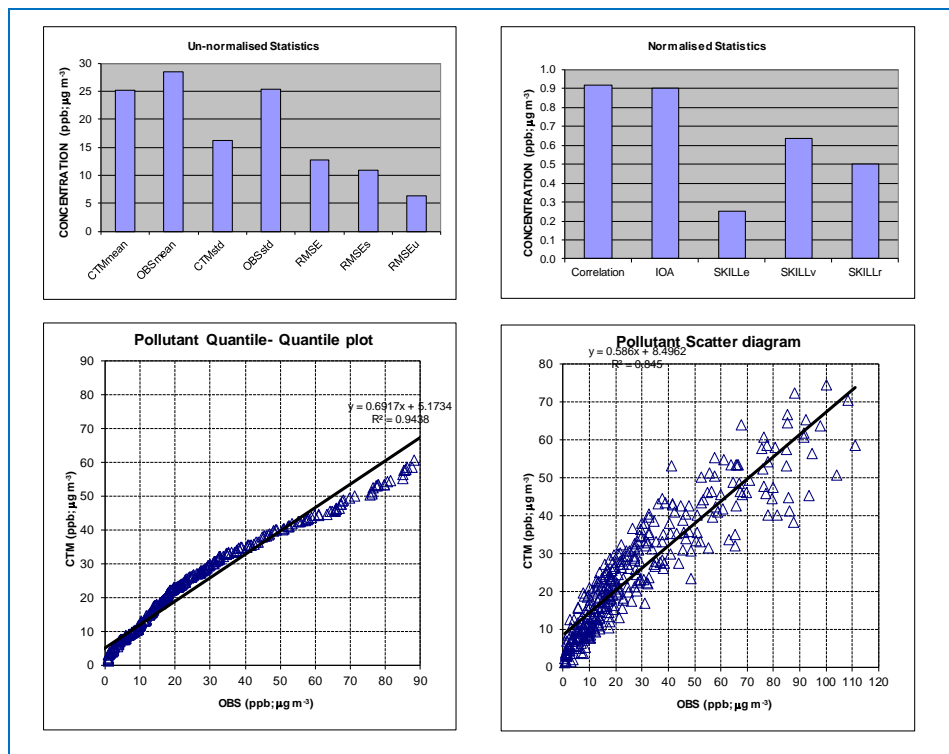 Un-normalised Statistics
CONCENTRATION (ppb; µg m-3)
30
25
20
15
10
5
0
CTMmean
OBSmean
CTMstd
OBSstd
RMSE
RMSEs
RMSEu
Normalised Statistics
CONCENTRATION (ppb; µg m-3)
1.0
0.9
0.8
0.7
0.6
0.5
0.4
0.3
0.2
0.1
0.0
Correlation
IOA
SKILLe
SKILLv
SKILLr
Pollutant Quantile- Quantile plot
y = 0.6917x + 5.1734
R² = 0.9438
CTM (ppb; µg m-3)
90
80
70
60
50
40
30
20
10
0
0 10 20 30 40 50 60 70 80 90
OBS (ppb; µg m-3)
Pollutant Scatter diagram
y = 0.586x + 8.4962
R² = 0.845
CTM (ppb; µg m-3)
80
70
60
50
40
30
20
10
0
0 10 20 30 40 50 60 70 80 90 100 110 120
OBS (ppb; µg m-3)